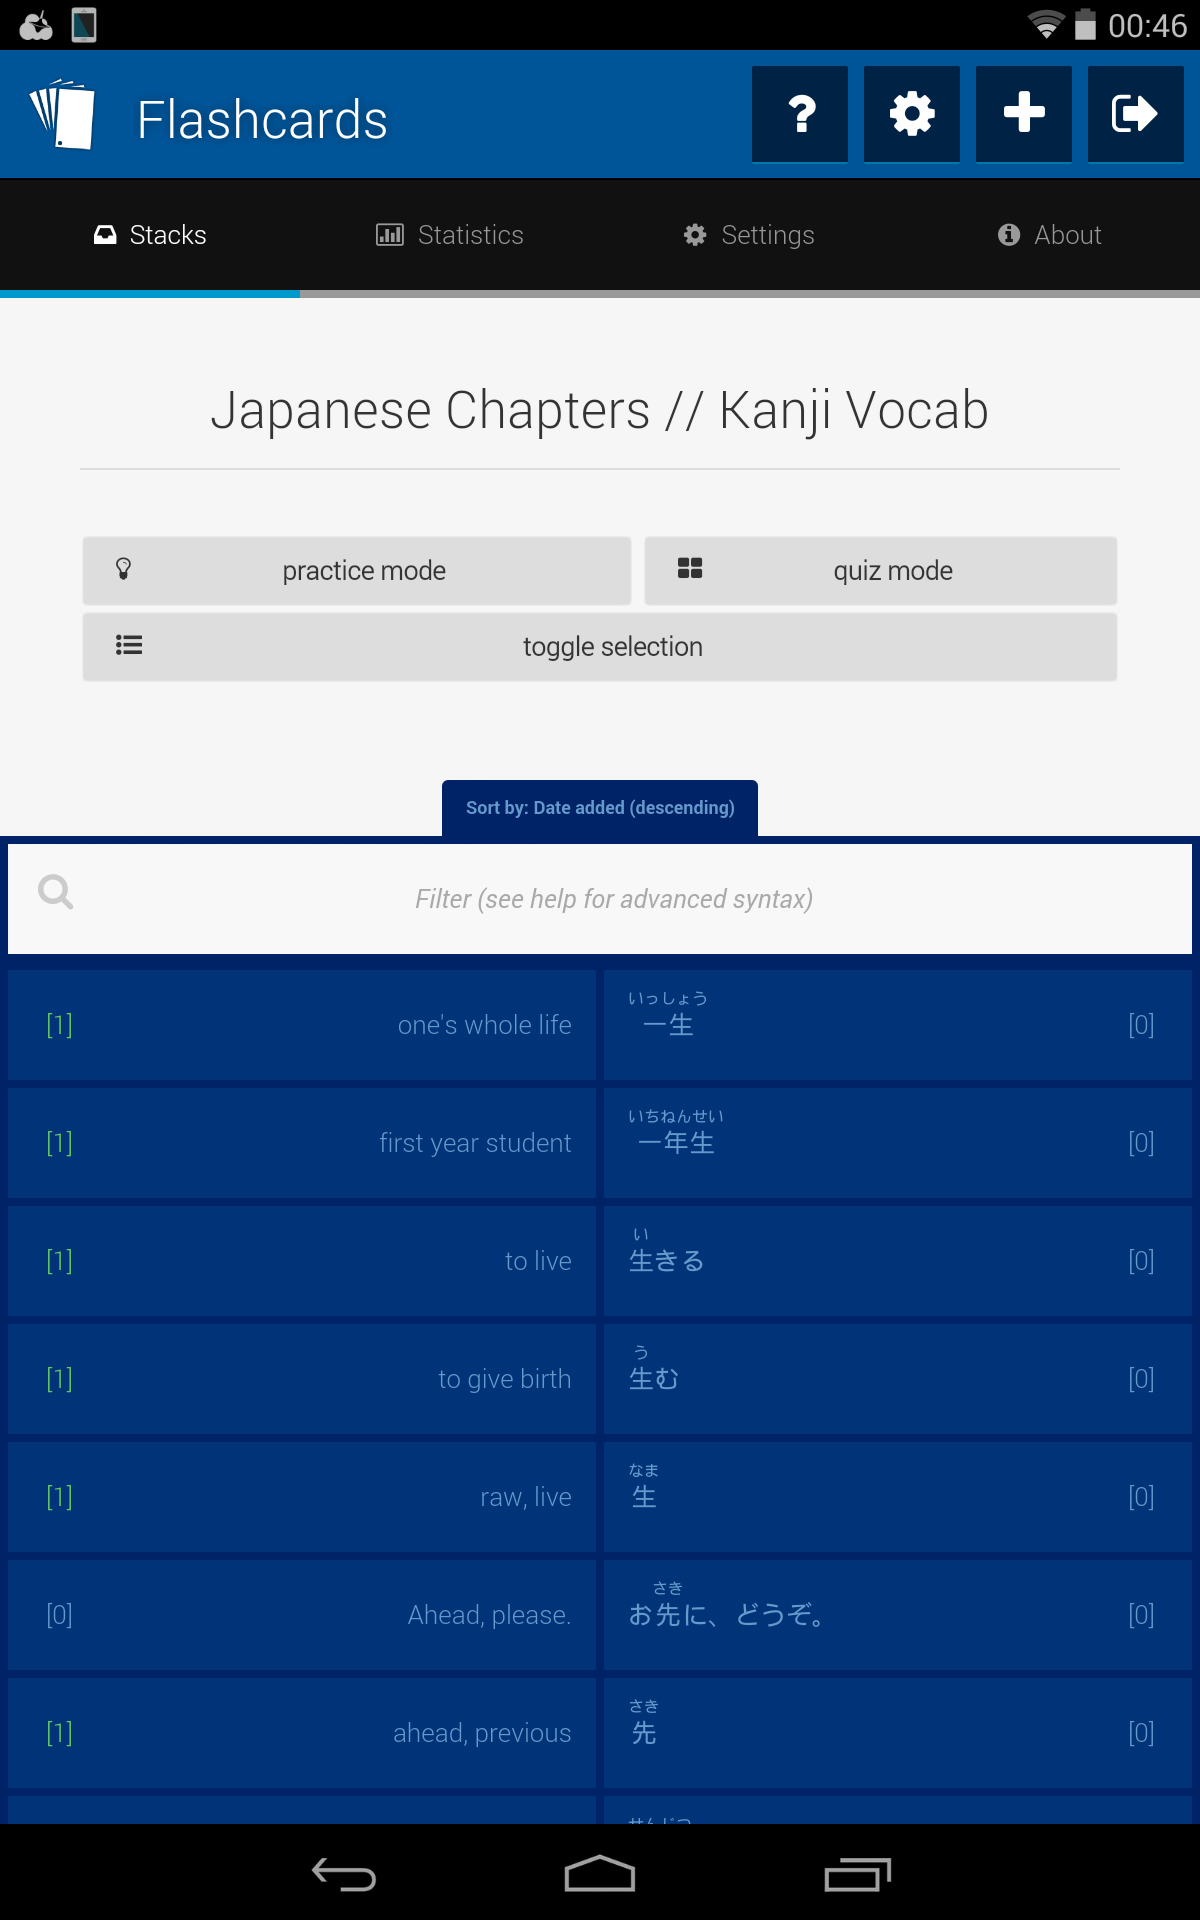 00:46
Flashcards
Stacks Statistics Settings About
Japanese Chapters // Kanji Vocab
practice mode quiz mode
toggle selection
Sort by: Date added (descending)
Filter (see help for advanced syntax)
いっしょう
[1] one's whole life 一生 [0]
いちねんせい
[1] first year student 一年生 [0]
い
[1] to live 生きる [0]
う
[1] to give birth 生む [0]
なま
[1] raw, live 生 [0]
さき
[0] Ahead, please. お先に、どうぞ。 [0]
さき
[1] ahead, previous 先 [0]